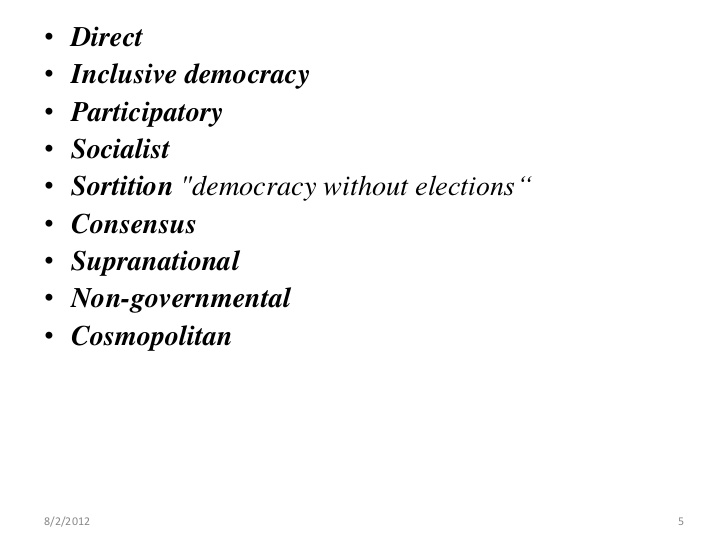 • Direct
• Inclusive democracy
• Participatory
• Socialist
• Sortition "democracy without elections“
• Consensus
• Supranational
• Non-governmental
• Cosmopolitan
8/2/2012
5